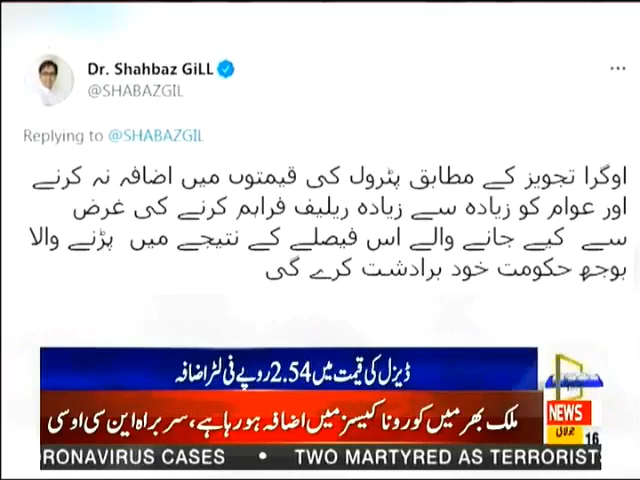 Dr. Shahbaz GiLL
@SHABAZGIL
Replying to @SHABAZGIL
اوگرا تجویز کے مطابق پٹرول کی قیمتوں میں اضافہ نہ کرنے
اور عوام کو زیادہ سے زیادہ ریلیف فراہم کرنے کی غرض
سے کیے جانے والے اس فیصلے کے نتیجے میں پڑنے والا
بوجھ حکومت خود برادشت کرے گی
ڈیزل کی قیمت میں 2.54 روپے فی لٹر اضافہ
ملک بھر میں کورونا کیسز میں اضافہ ہو رہا ہے، سربراہ این سی او سی
NEWS
جولائی 16
RONAVIRUS CASES • TWO MARTYRED AS TERRORISTS